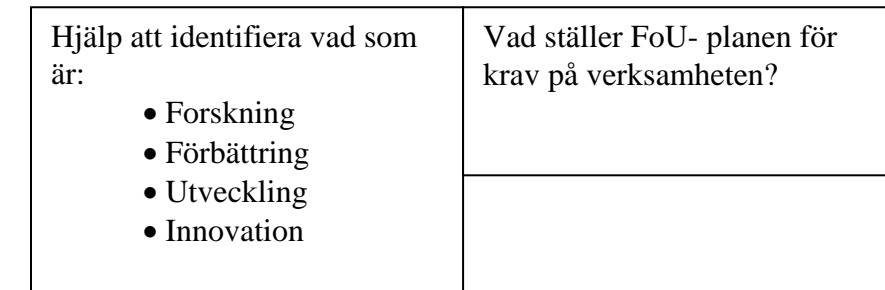 Hjälp att identifiera vad som
är:
• Forskning
• Förbättring
• Utveckling
• Innovation
Vad ställer FoU- planen för
krav på verksamheten?